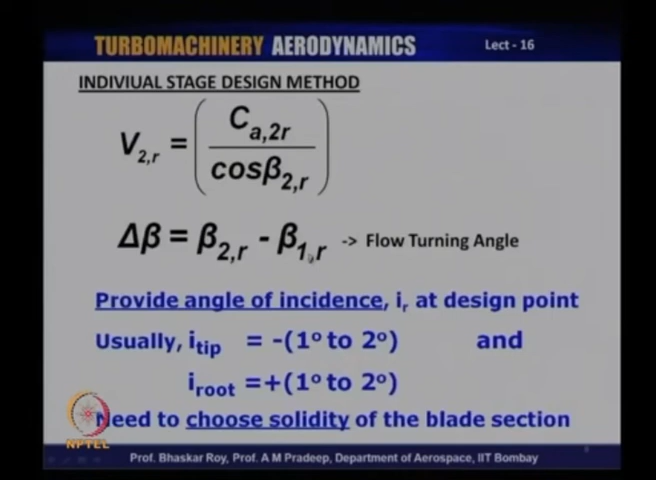 TURBOMACHINERY AERODYNAMICS Lect - 16
INDIVIUAL STAGE DESIGN METHOD
V2,r = (Ca,2r / cosβ2,r)
Δβ = β2,r - β1,r -> Flow Turning Angle
Provide angle of incidence, ir at design point
Usually, itip = -(1º to 2º) and
iroot =+(1º to 2º)
Need to choose solidity of the blade section
NPTEL
Prof. Bhaskar Roy, Prof. A M Pradeep, Department of Aerospace, IIT Bombay